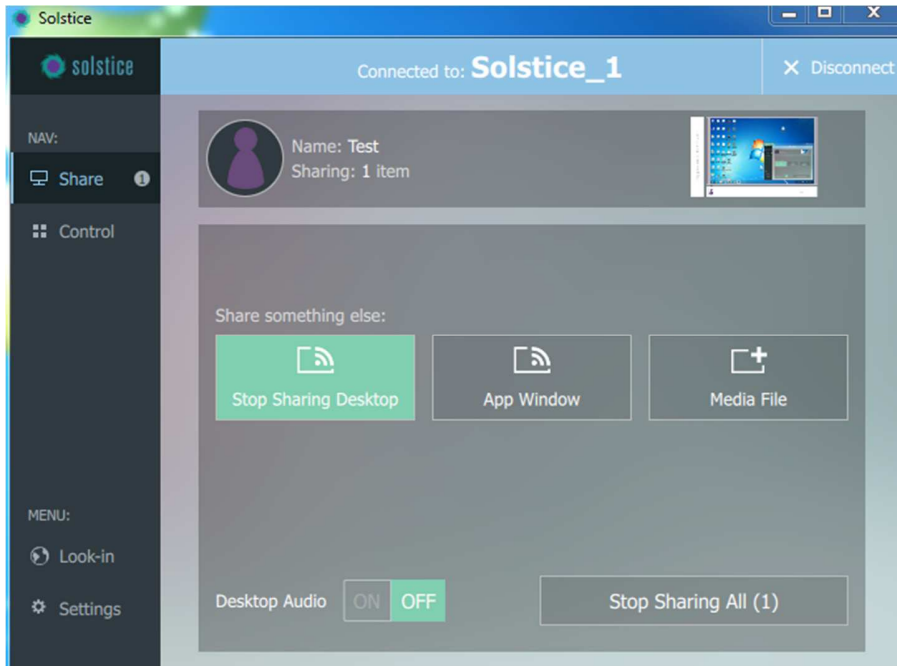 Solstice
solstice
Connected to: Solstice_1
X Disconnect
NAV:
Share 1
Control
Name: Test
Sharing: 1 item
Share something else:
Stop Sharing Desktop
App Window
Media File
MENU:
Look-in
Settings
Desktop Audio ON OFF
Stop Sharing All (1)